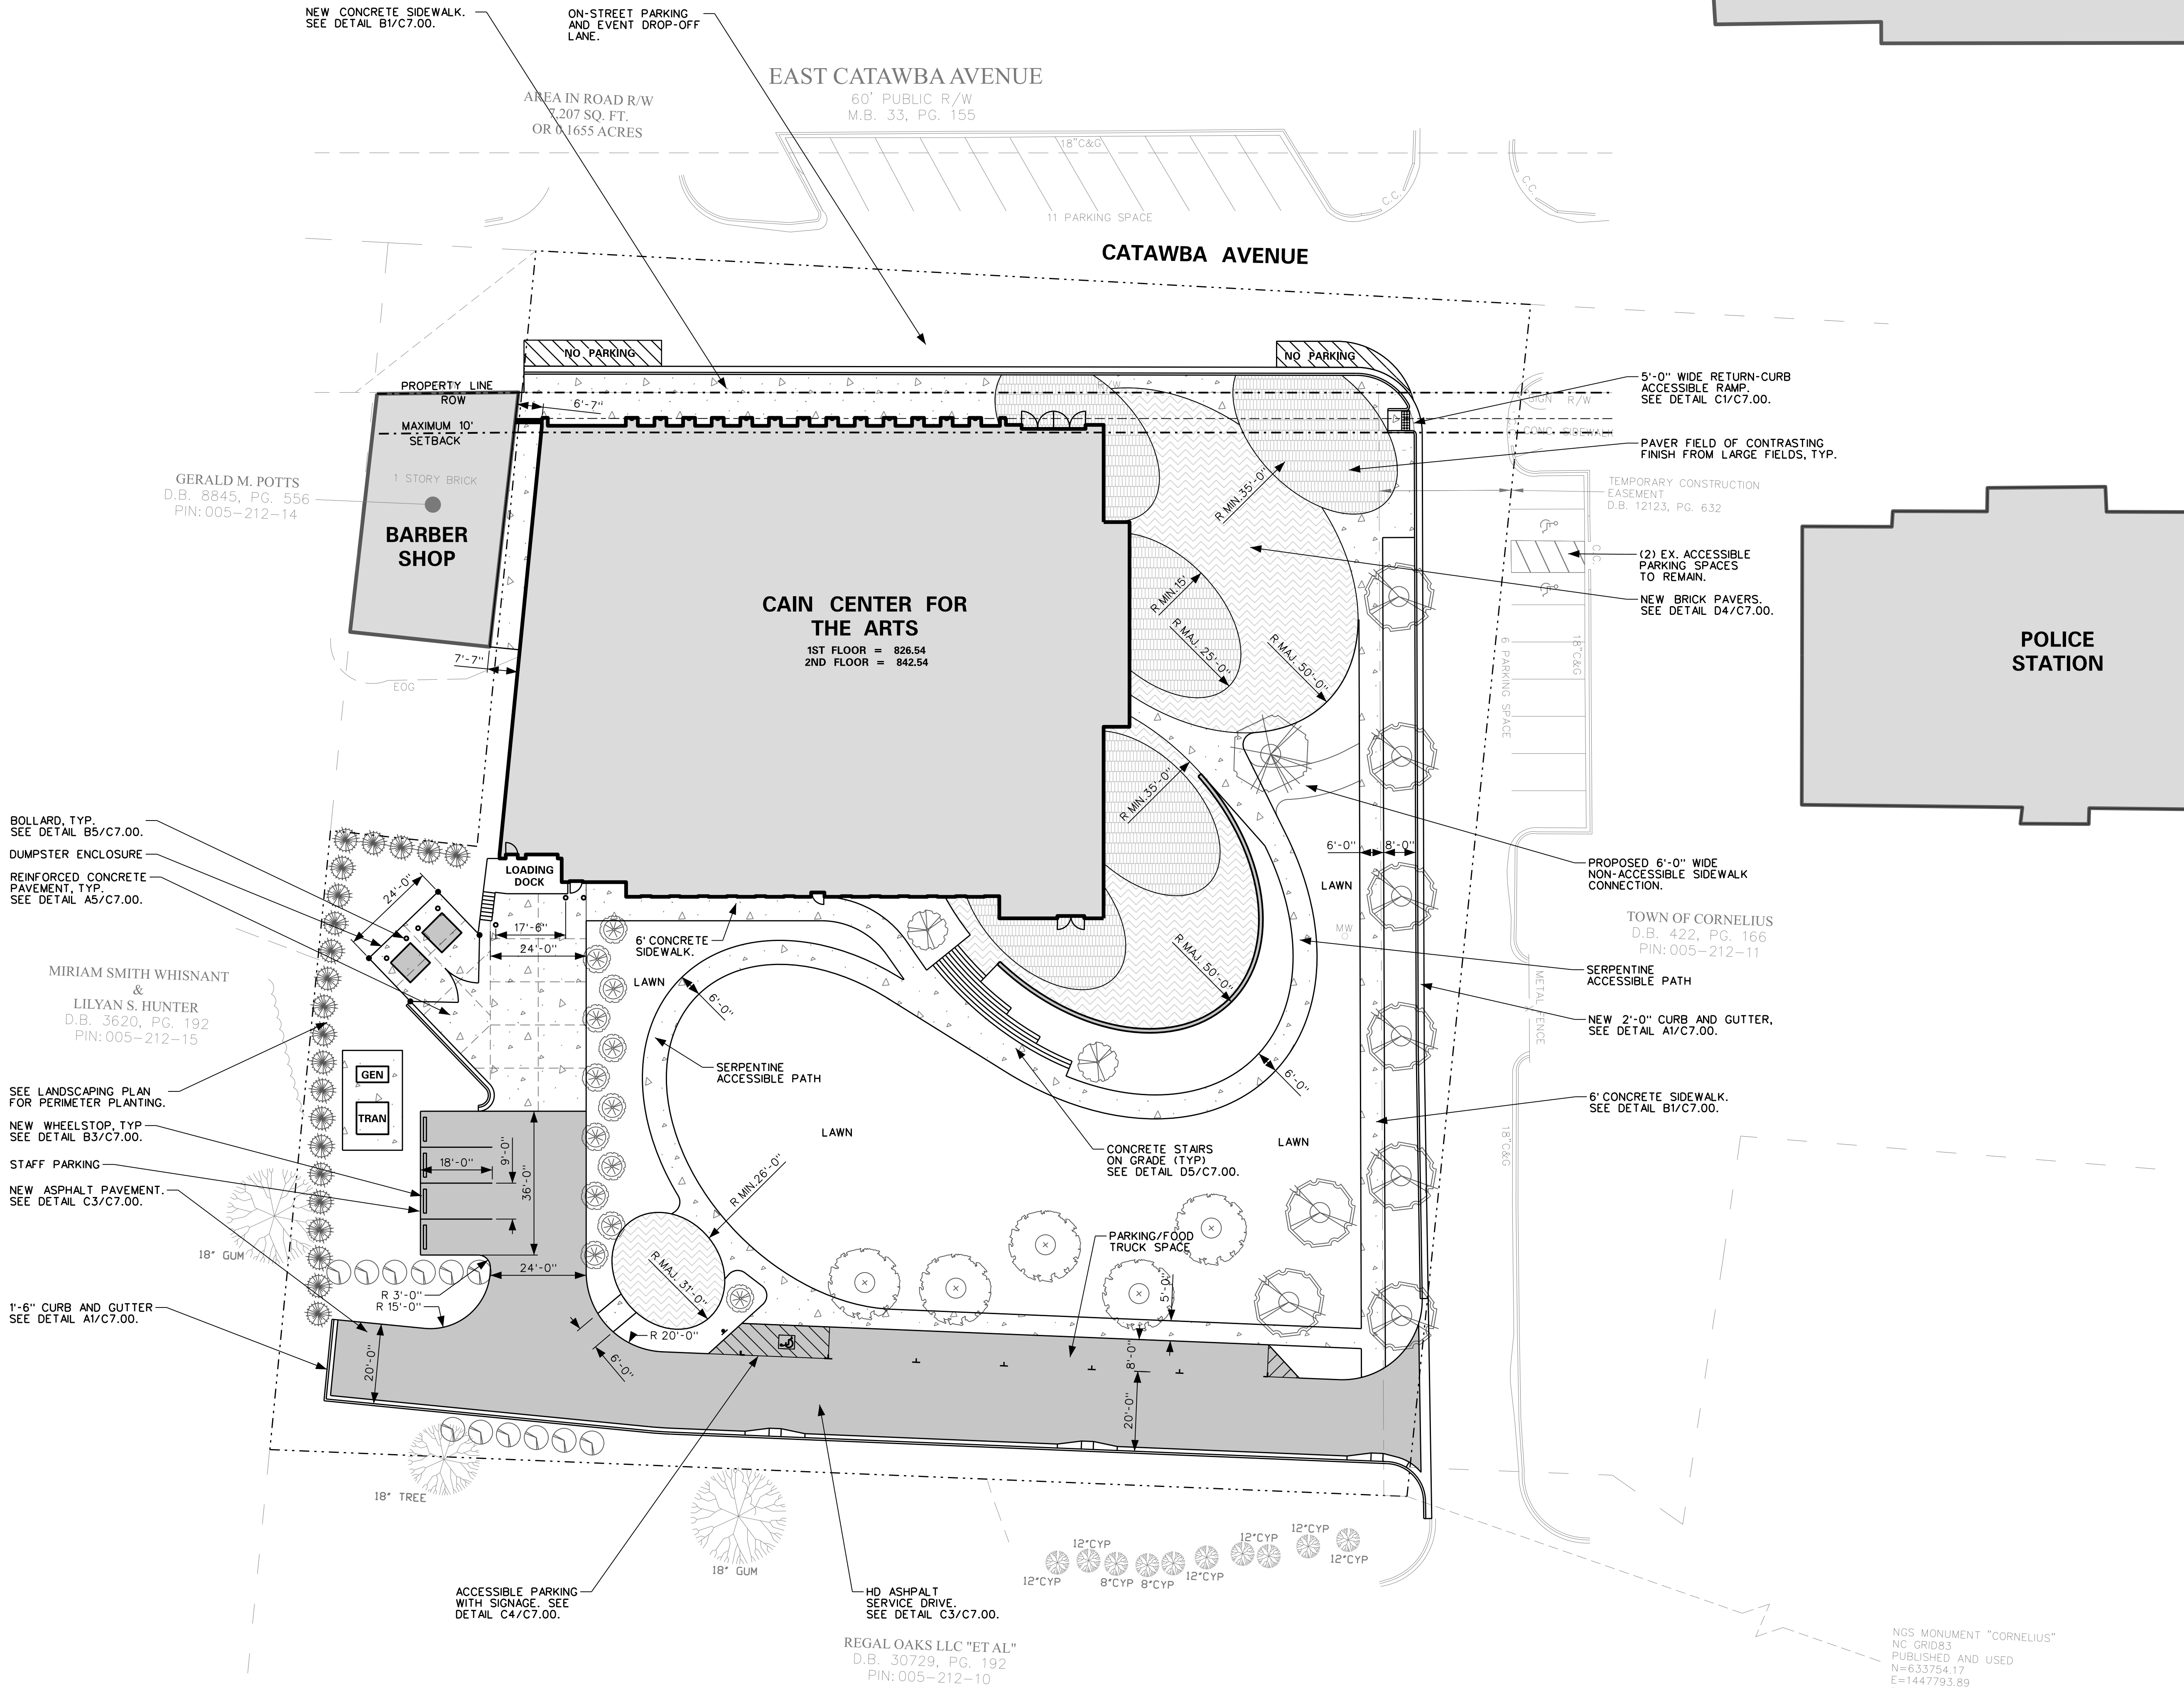 NEW CONCRETE SIDEWALK.
SEE DETAIL B1/C7.00.
ON-STREET PARKING
AND EVENT DROP-OFF
LANE.
EAST CATAWBA AVENUE
60' PUBLIC R/W
M.B. 33, PG. 155
AREA IN ROAD R/W
7,207 SQ. FT.
OR 0.1655 ACRES
18"C&G
C.C.
C.C.
11 PARKING SPACE
CATAWBA AVENUE
NO PARKING
NO PARKING
PROPERTY LINE
ROW
6'-7"
MAXIMUM 10'
SETBACK
5'-0" WIDE RETURN-CURB
ACCESSIBLE RAMP.
SEE DETAIL C1/C7.00.
SIGN
R/W
CONC. SIDEWALK
PAVER FIELD OF CONTRASTING
FINISH FROM LARGE FIELDS, TYP.
GERALD M. POTTS
D.B. 8845, PG. 556
PIN: 005-212-14
1 STORY BRICK
BARBER
SHOP
R MIN.35'-0"
TEMPORARY CONSTRUCTION
EASEMENT
D.B. 12123, PG. 632
C.C.
(2) EX. ACCESSIBLE
PARKING SPACES
TO REMAIN.
NEW BRICK PAVERS.
SEE DETAIL D4/C7.00.
CAIN CENTER FOR
THE ARTS
1ST FLOOR = 826.54
2ND FLOOR = 842.54
R MIN.15'
R MAJ. 25'-0"
R MAJ. 50'-0"
6 PARKING SPACE
18"C&G
POLICE
STATION
7'-7"
EOG
R MIN.35'-0"
BOLLARD, TYP.
SEE DETAIL B5/C7.00.
DUMPSTER ENCLOSURE
REINFORCED CONCRETE
PAVEMENT, TYP.
SEE DETAIL A5/C7.00.
24'-0"
LOADING
DOCK
17'-6"
24'-0"
6' CONCRETE
SIDEWALK.
6'-0"
8'-0"
LAWN
PROPOSED 6'-0" WIDE
NON-ACCESSIBLE SIDEWALK
CONNECTION.
TOWN OF CORNELIUS
D.B. 422, PG. 166
PIN: 005-212-11
MW
MIRIAM SMITH WHISNANT
&
LILYAN S. HUNTER
D.B. 3620, PG. 192
PIN: 005-212-15
LAWN
6'-0"
R MAJ. 50'-0"
SERPENTINE
ACCESSIBLE PATH
METAL FENCE
NEW 2'-0" CURB AND GUTTER,
SEE DETAIL A1/C7.00.
SERPENTINE
ACCESSIBLE PATH
6'-0"
SEE LANDSCAPING PLAN
FOR PERIMETER PLANTING.
GEN
TRAN
6' CONCRETE SIDEWALK.
SEE DETAIL B1/C7.00.
NEW WHEELSTOP, TYP
SEE DETAIL B3/C7.00.
STAFF PARKING
NEW ASPHALT PAVEMENT.
SEE DETAIL C3/C7.00.
18'-0"
9'-0"
36'-0"
LAWN
LAWN
CONCRETE STAIRS
ON GRADE (TYP)
SEE DETAIL D5/C7.00.
18"C&G
R MIN.26'-0"
18" GUM
PARKING/FOOD
TRUCK SPACE
24'-0"
R MAJ. 31'-0"
R 3'-0"
R 15'-0"
1'-6" CURB AND GUTTER
SEE DETAIL A1/C7.00.
5'-0"
R 20'-0"
6'-0"
8'-0"
20'-0"
20'-0"
18" TREE
18" GUM
12"CYP
12"CYP
8"CYP
8"CYP
12"CYP
12"CYP
12"CYP
12"CYP
ACCESSIBLE PARKING
WITH SIGNAGE. SEE
DETAIL C4/C7.00.
HD ASHPALT
SERVICE DRIVE.
SEE DETAIL C3/C7.00.
REGAL OAKS LLC "ET AL"
D.B. 30729, PG. 192
PIN: 005-212-10
NGS MONUMENT "CORNELIUS"
NC GRID83
PUBLISHED AND USED
N=633754.17
E=1447793.89